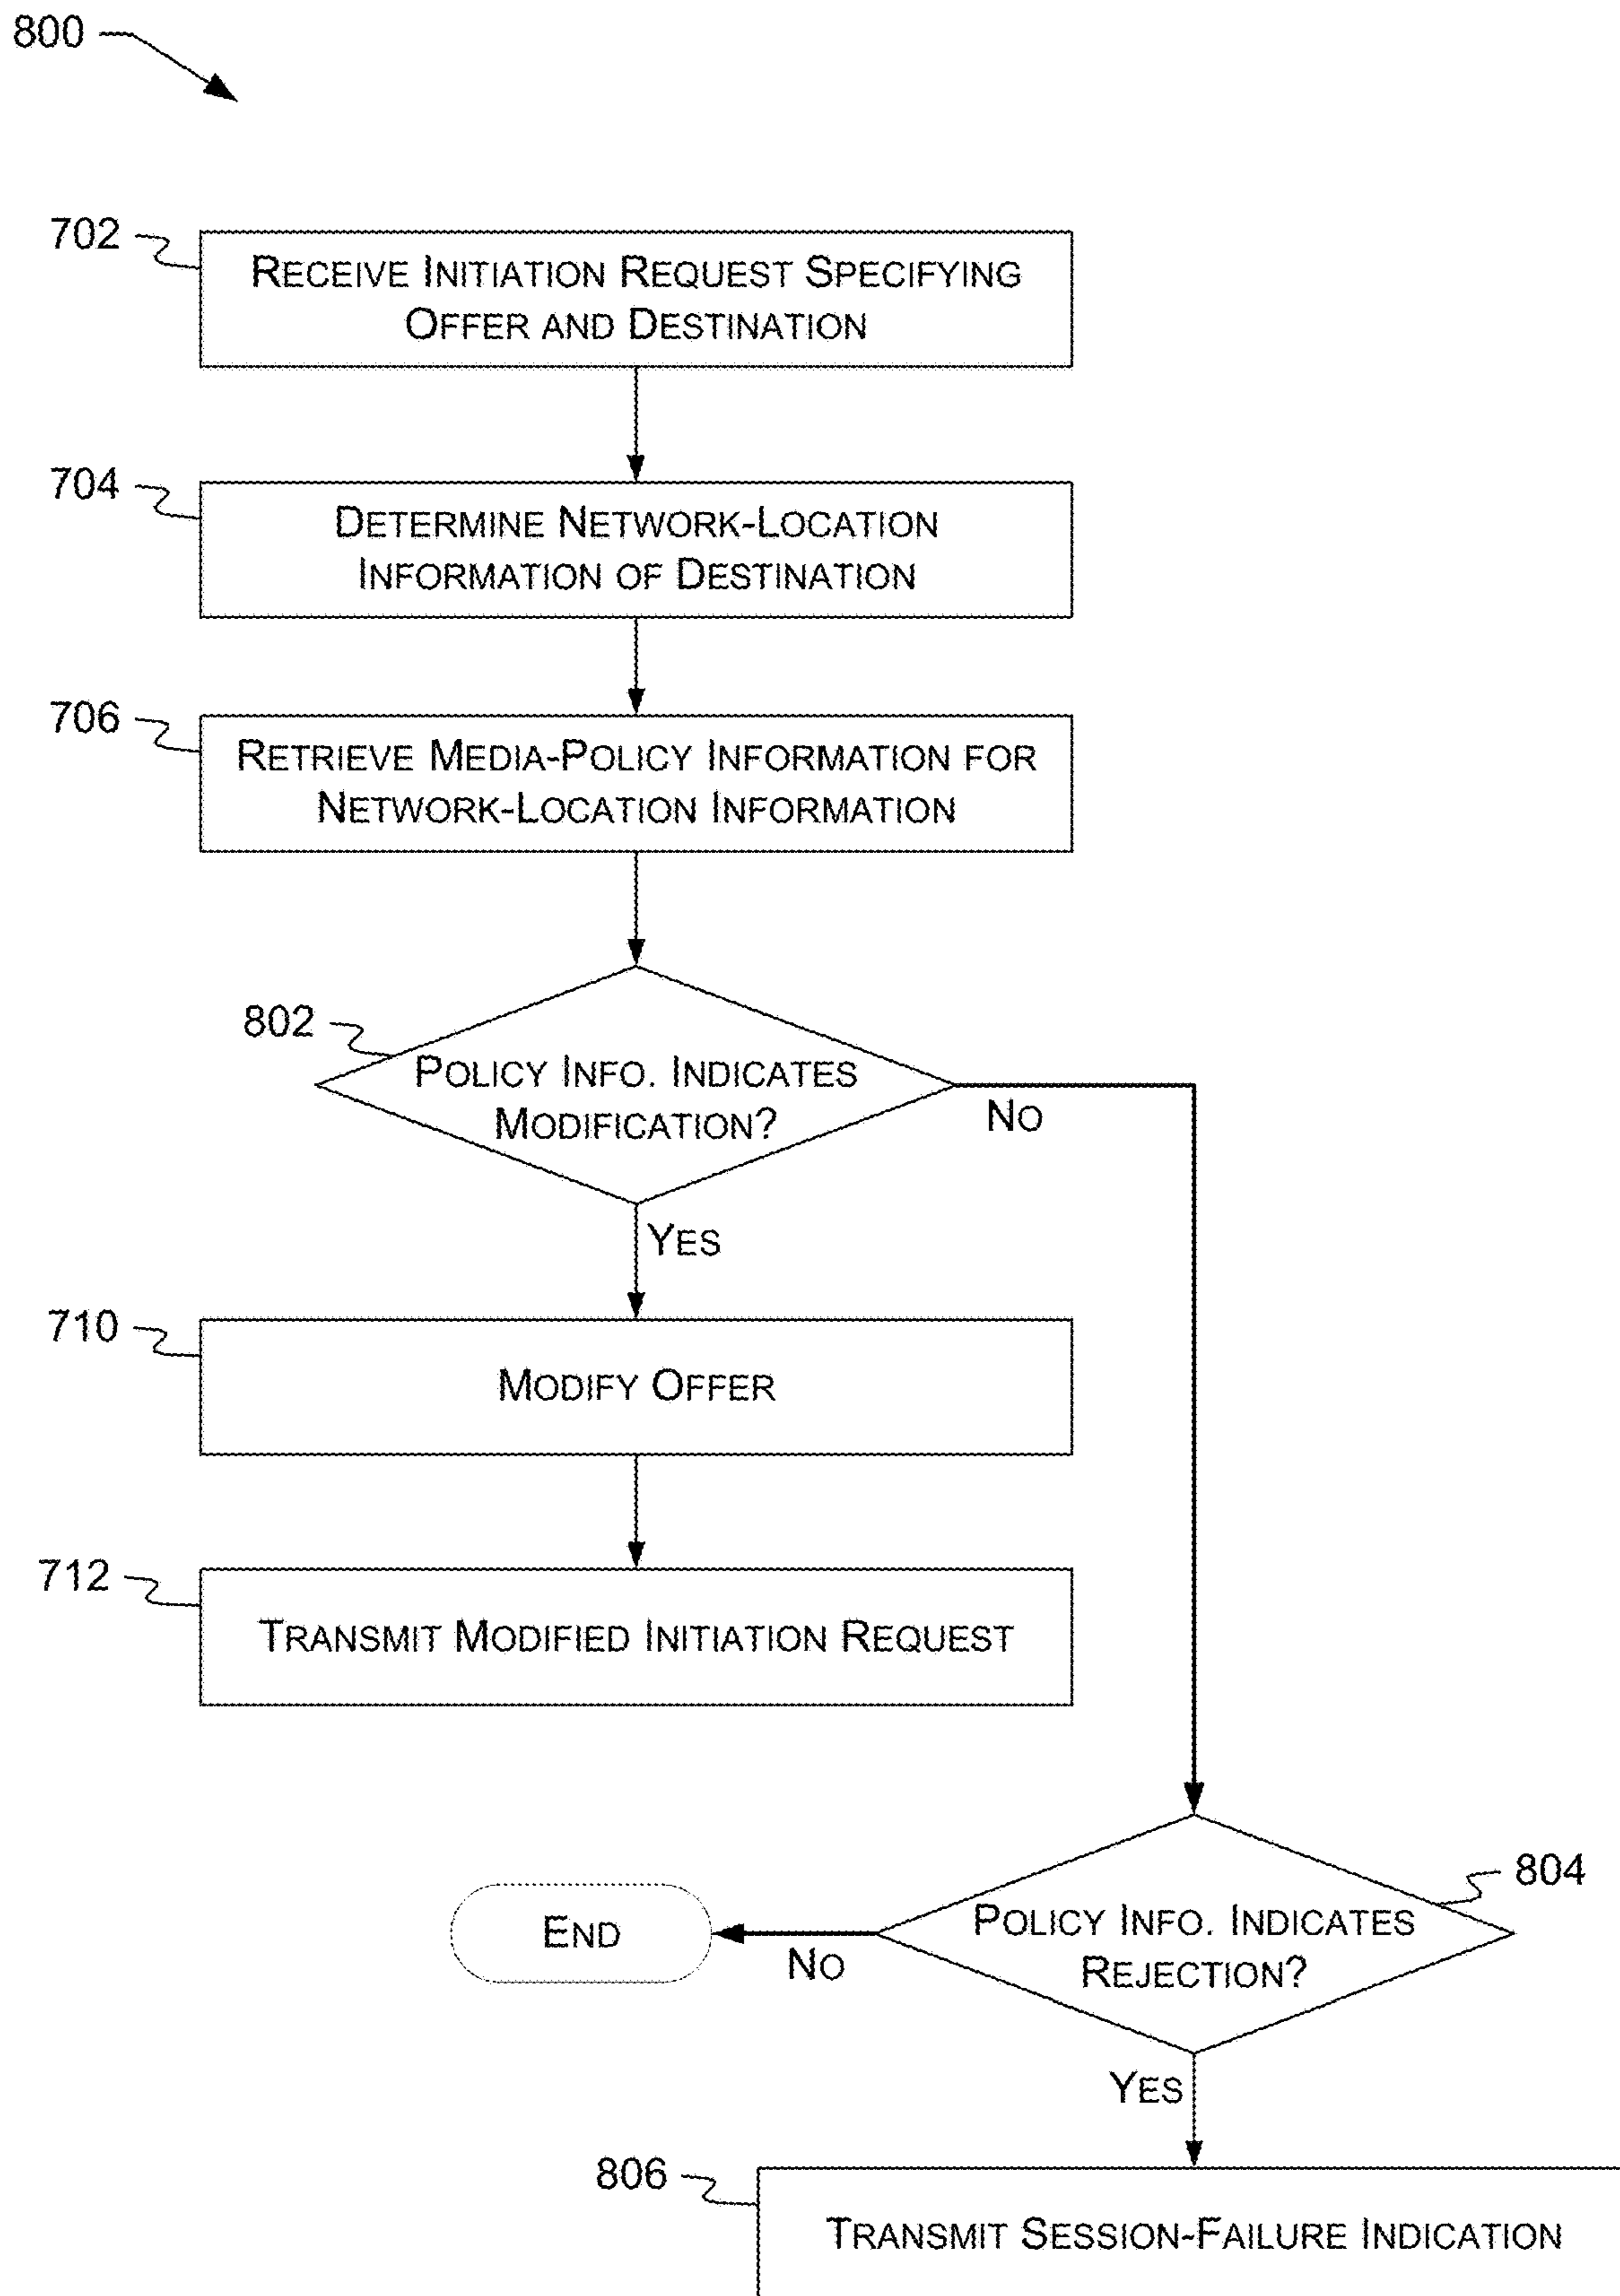 800
702
RECEIVE INITIATION REQUEST SPECIFYING
OFFER AND DESTINATION
704
DETERMINE NETWORK-LOCATION
INFORMATION OF DESTINATION
706
RETRIEVE MEDIA-POLICY INFORMATION FOR
NETWORK-LOCATION INFORMATION
802
POLICY INFO. INDICATES
MODIFICATION?
NO
YES
710
MODIFY OFFER
712
TRANSMIT MODIFIED INITIATION REQUEST
804
POLICY INFO. INDICATES
REJECTION?
NO
END
YES
806
TRANSMIT SESSION-FAILURE INDICATION